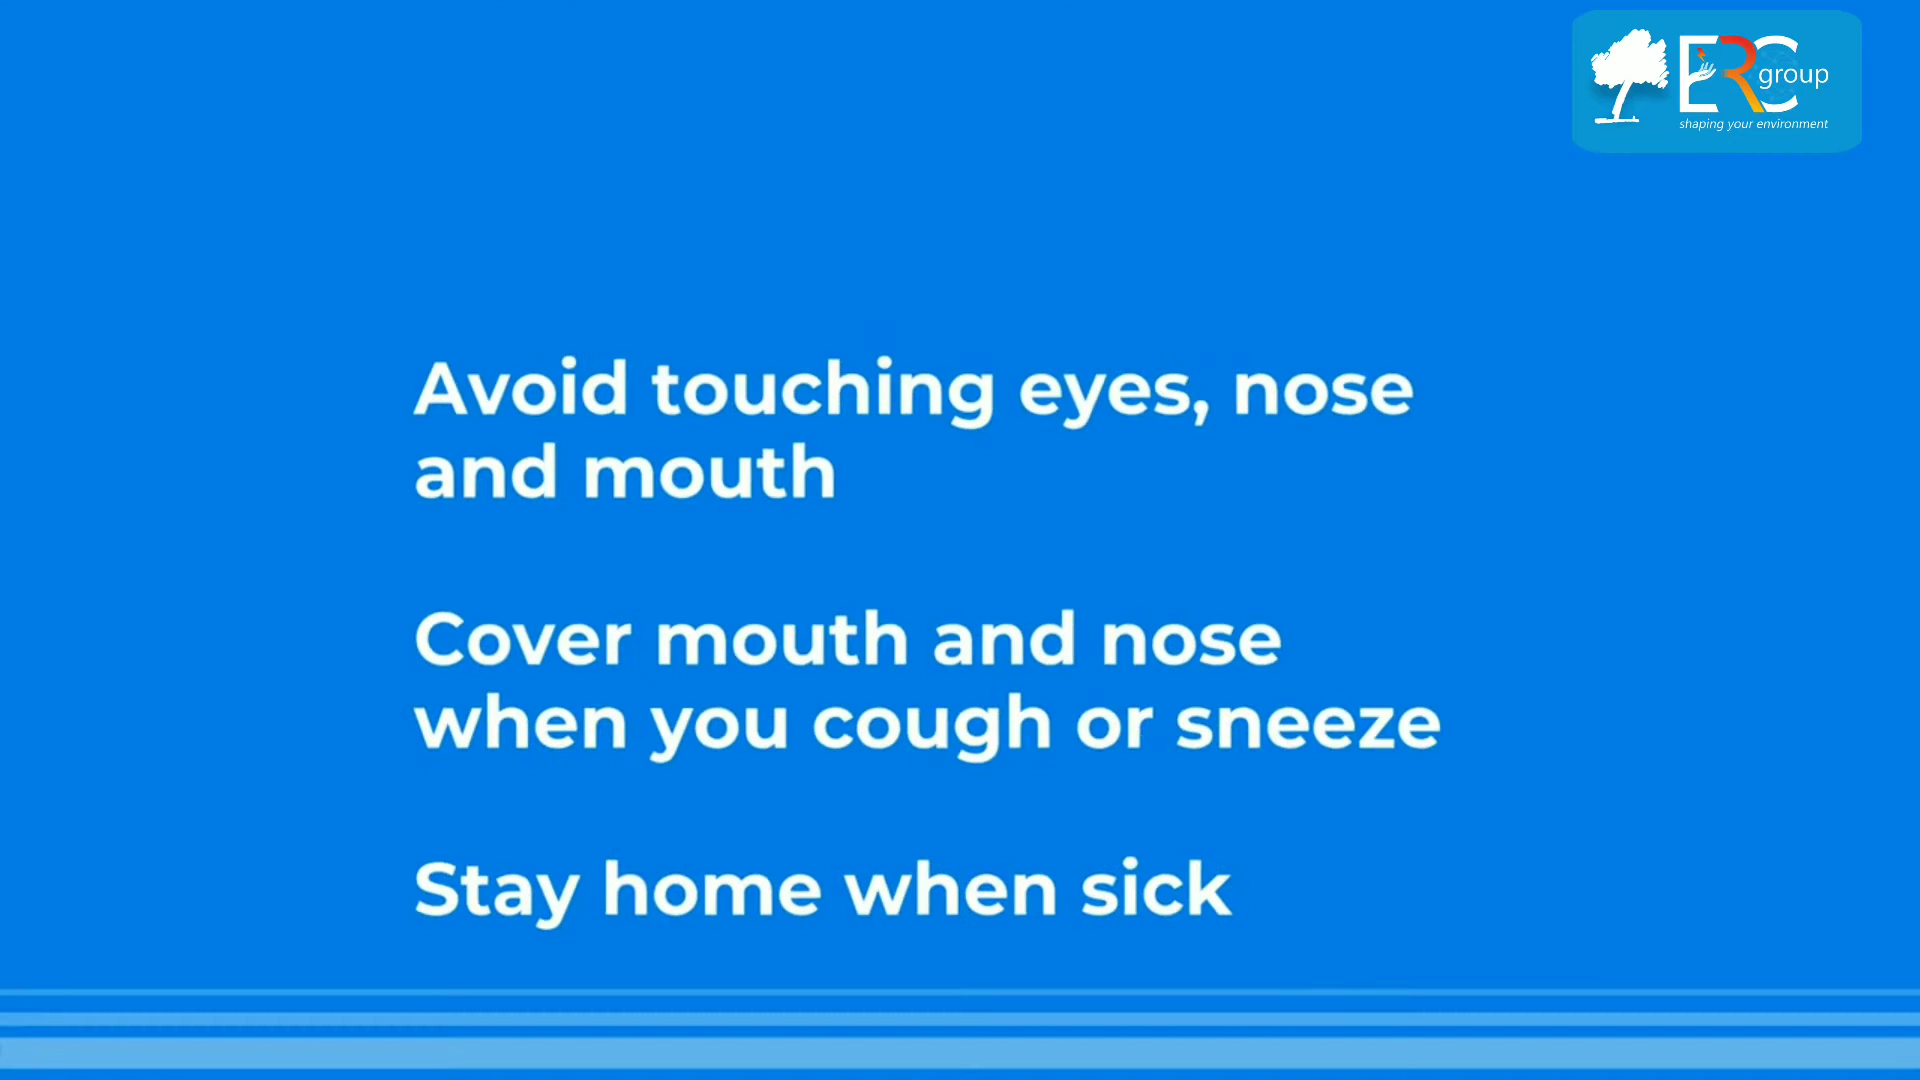 ERC group
shaping your environment
Avoid touching eyes, nose
and mouth
Cover mouth and nose
when you cough or sneeze
Stay home when sick